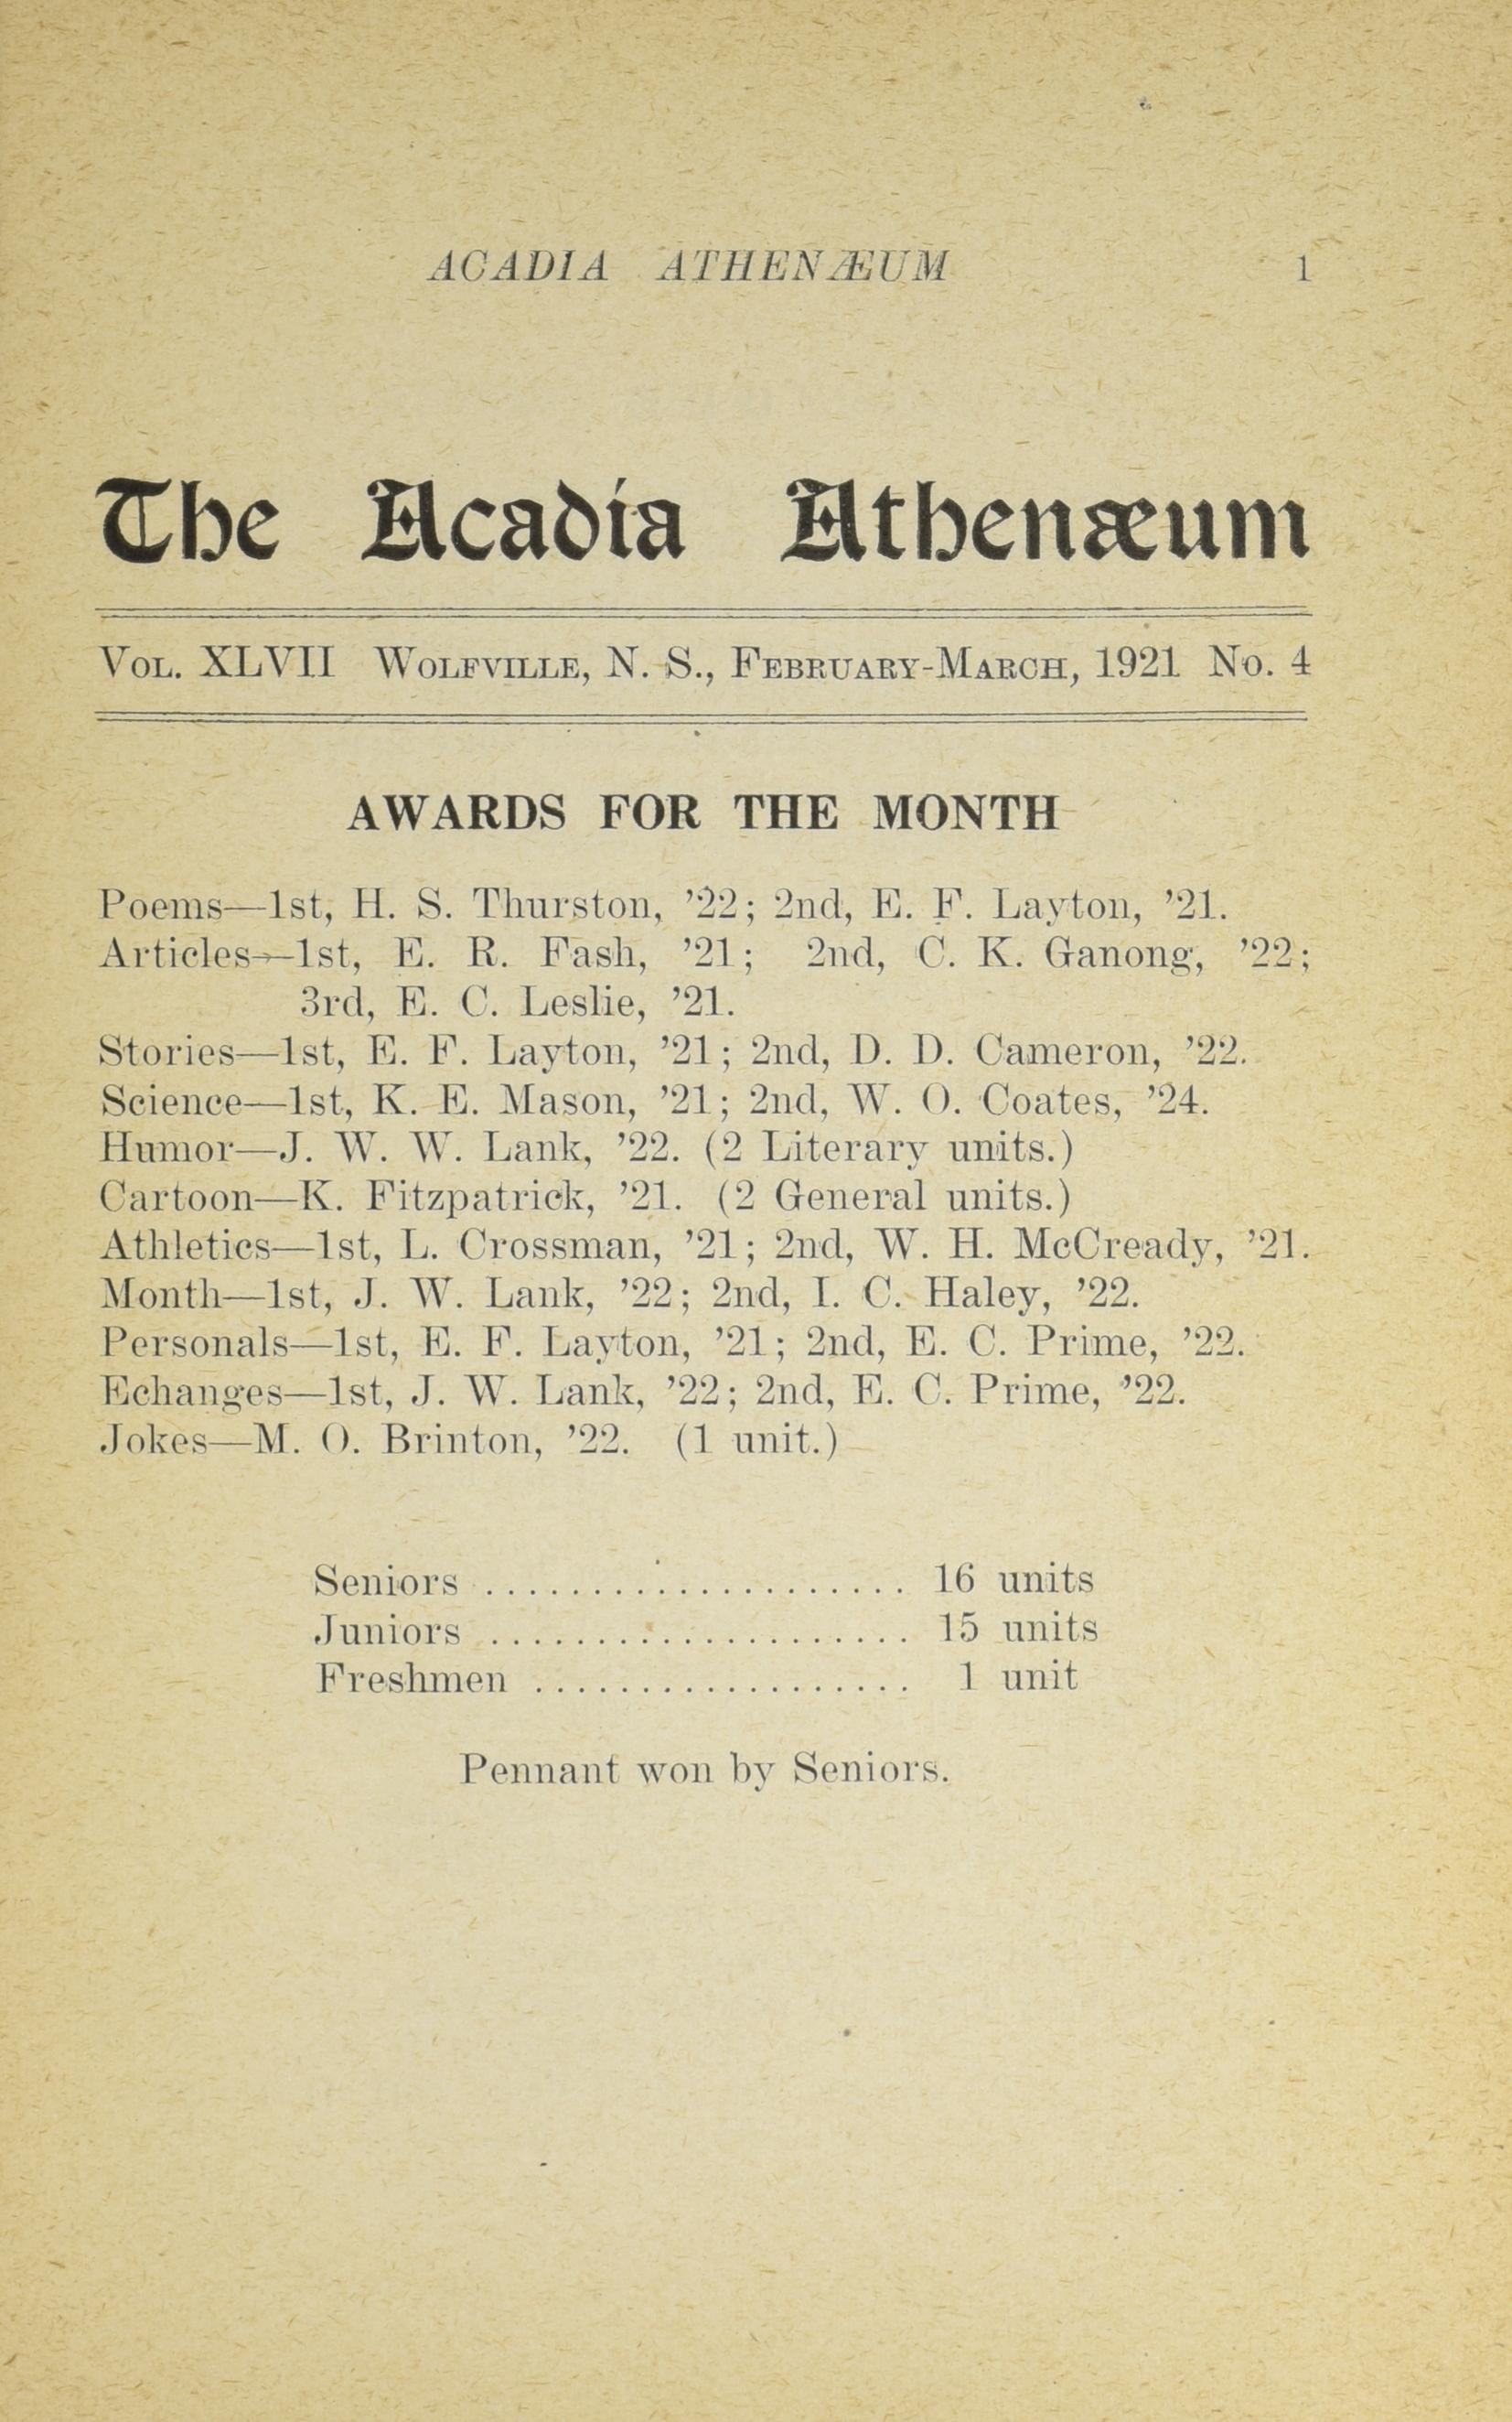 ACADIA ATHENÆUM 1
The Acadia Athenæum
VOL. XLVII WOLFVILLE, N. S., FEBRUARY-MARCH, 1921 No. 4
AWARDS FOR THE MONTH
Poems—1st, H. S. Thurston, ’22; 2nd, E. F. Layton, ’21.
Articles—1st, E. R. Fash, ’21; 2nd, C. K. Ganong, ’22;
3rd, E. C. Leslie, ’21.
Stories—1st, E. F. Layton, ’21; 2nd, D. D. Cameron, ’22.
Science—1st, K. E. Mason, ’21; 2nd, W. O. Coates, ’24.
Humor—J. W. W. Lank, ’22. (2 Literary units.)
Cartoon—K. Fitzpatrick, ’21. (2 General units.)
Athletics—1st, L. Crossman, ’21; 2nd, W. H. McCready, ’21.
Month—1st, J. W. Lank, ’22; 2nd, I. C. Haley, ’22.
Personals—1st, E. F. Layton, ’21; 2nd, E. C. Prime, ’22.
Echanges—1st, J. W. Lank, ’22; 2nd, E. C. Prime, ’22.
Jokes—M. O. Brinton, ’22. (1 unit.)
Seniors .................... 16 units
Juniors .................... 15 units
Freshmen .................. 1 unit
Pennant won by Seniors.